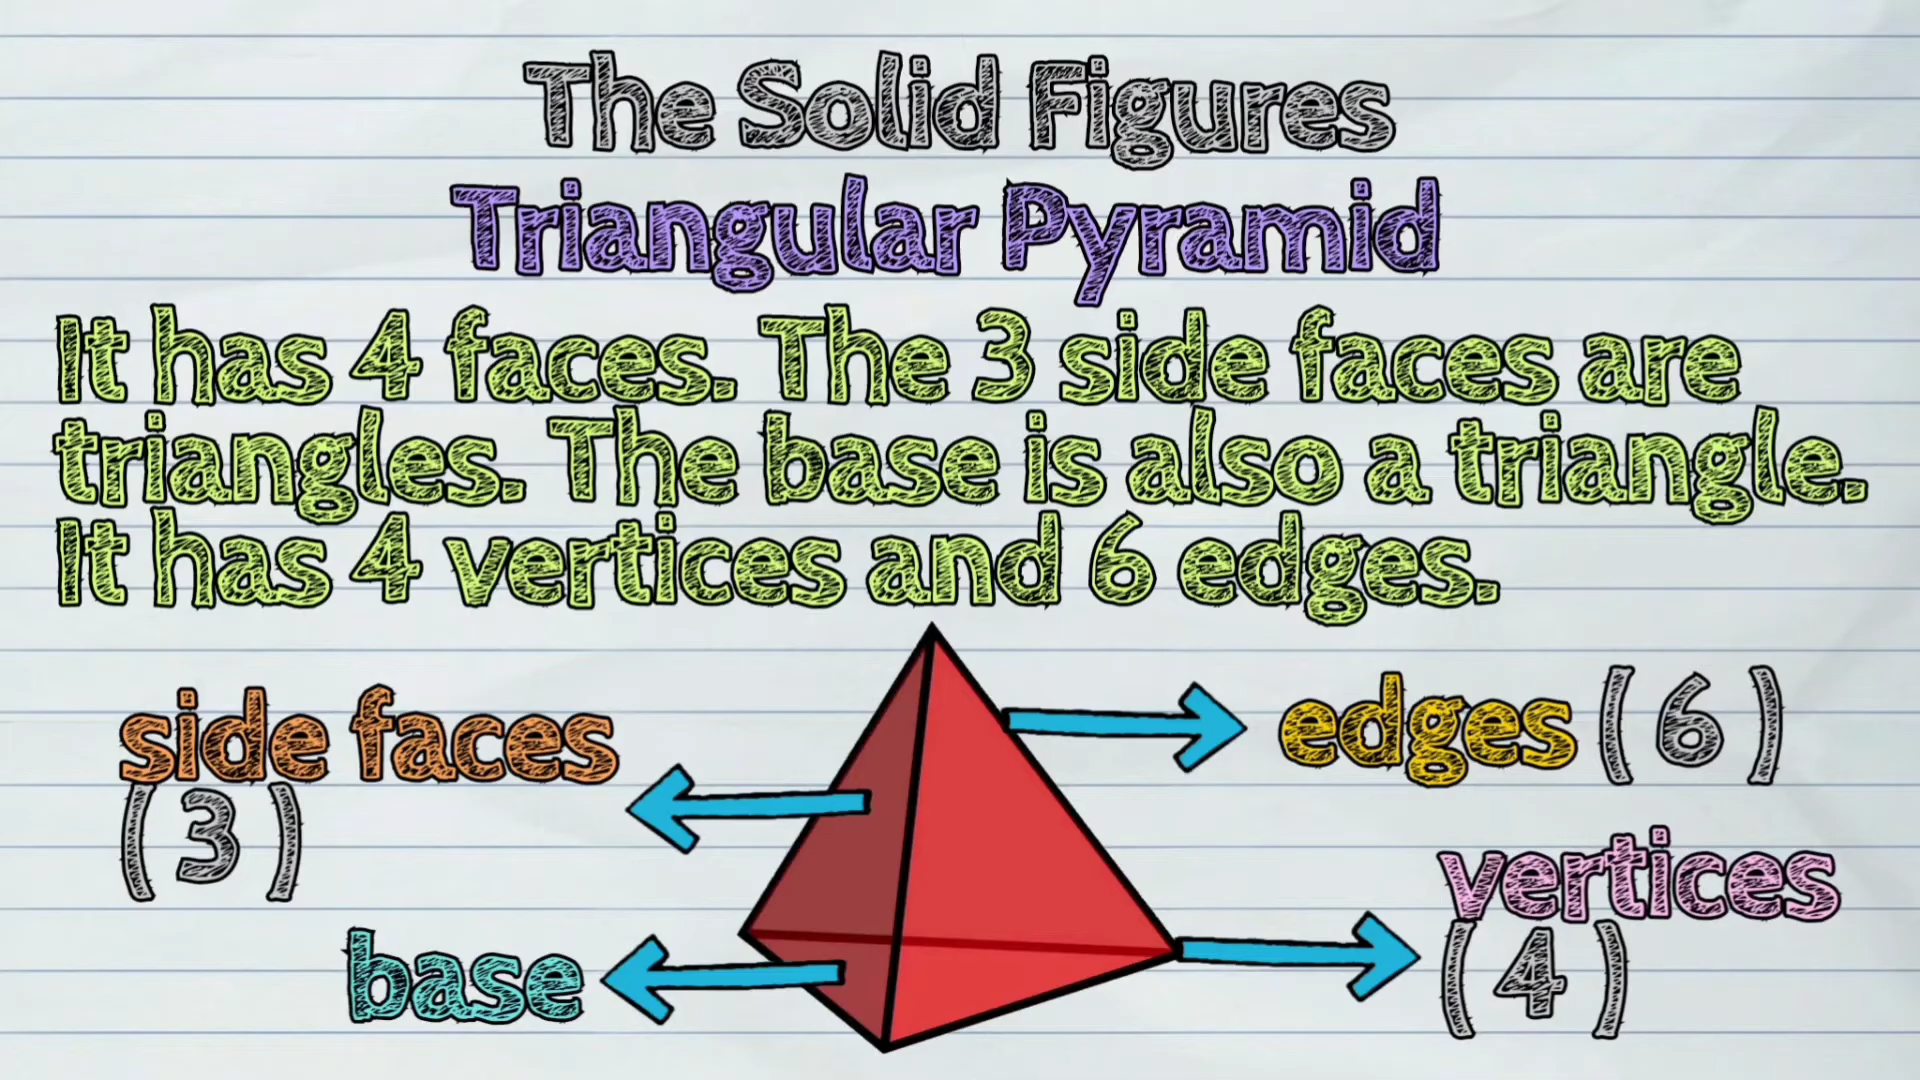 The Solid Figures
Triangular Pyramid
It has 4 faces. The 3 side faces are
triangles. The base is also a triangle.
It has 4 vertices and 6 edges.
side faces
( 3 )
edges ( 6 )
vertices
( 4 )
base